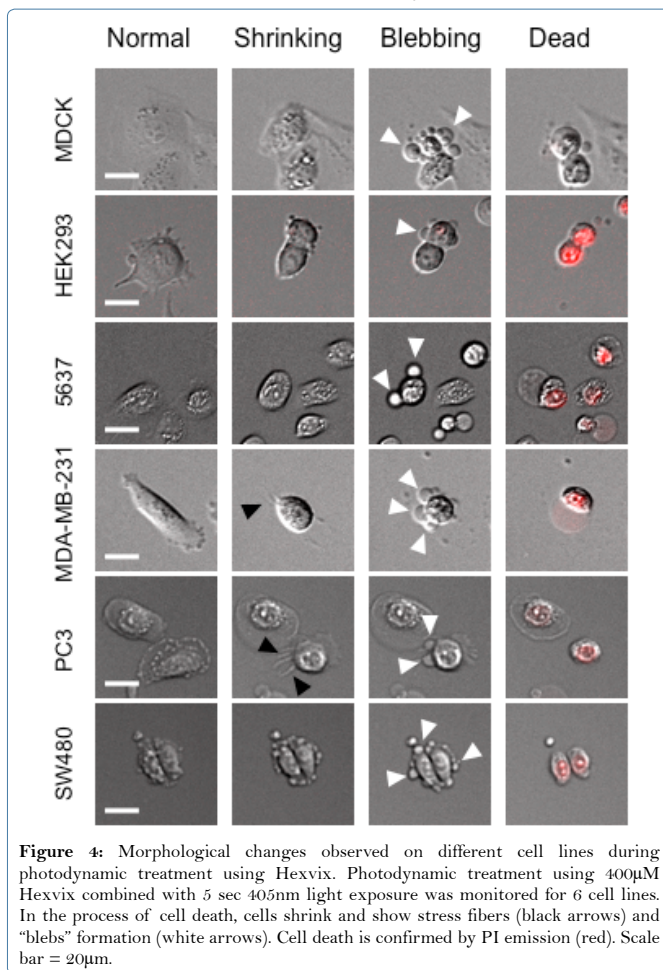 Normal Shrinking Blebbing Dead
MDCK
HEK293
5637
MDA-MB-231
PC3
SW480
Figure 4: Morphological changes observed on different cell lines during
photodynamic treatment using Hexvix. Photodynamic treatment using 400µM
Hexvix combined with 5 sec 405nm light exposure was monitored for 6 cell lines.
In the process of cell death, cells shrink and show stress fibers (black arrows) and
“blebs” formation (white arrows). Cell death is confirmed by PI emission (red). Scale
bar = 20µm.